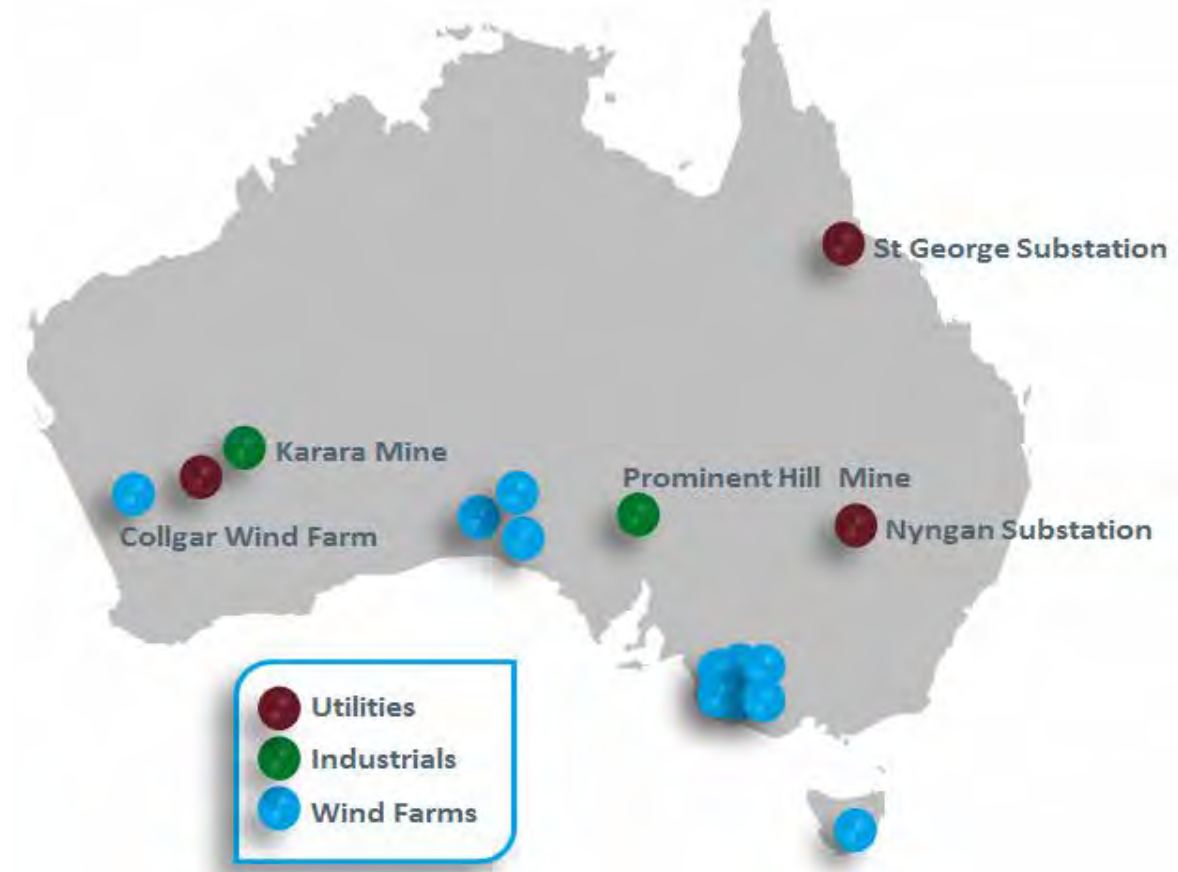 St George Substation
Karara Mine
Prominent Hill Mine
Collgar Wind Farm
Nyngan Substation
Utilities
Industrials
Wind Farms